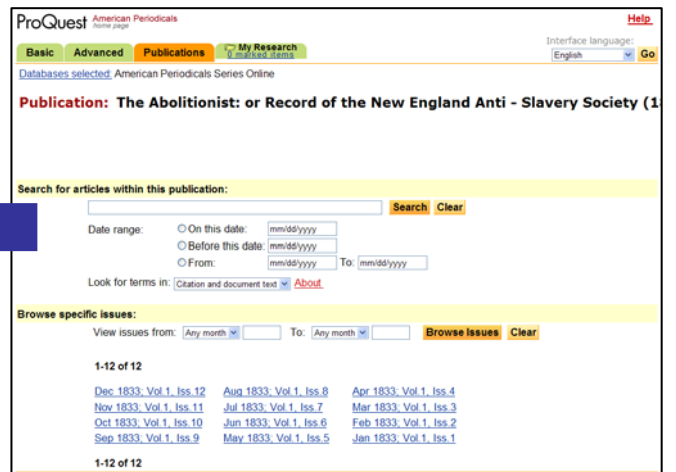 ProQuest American Periodicals Help
home page
Basic Advanced Publications My Research
0 marked items
Interface language:
English Go
Databases selected: American Periodicals Series Online
Publication: The Abolitionist: or Record of the New England Anti - Slavery Society (1
Search for articles within this publication:
Search Clear
Date range: On this date: mm/dd/yyyy
Before this date: mm/dd/yyyy
From: mm/dd/yyyy To: mm/dd/yyyy
Look for terms in: Citation and document text About
Browse specific issues:
View issues from: Any month To: Any month Browse Issues Clear
1-12 of 12
Dec 1833; Vol.1, Iss.12 Aug 1833; Vol.1, Iss.8 Apr 1833; Vol.1, Iss.4
Nov 1833; Vol.1, Iss.11 Jul 1833; Vol.1, Iss.7 Mar 1833; Vol.1, Iss.3
Oct 1833; Vol.1, Iss.10 Jun 1833; Vol.1, Iss.6 Feb 1833; Vol.1, Iss.2
Sep 1833; Vol.1, Iss.9 May 1833; Vol.1, Iss.5 Jan 1833; Vol.1, Iss.1
1-12 of 12